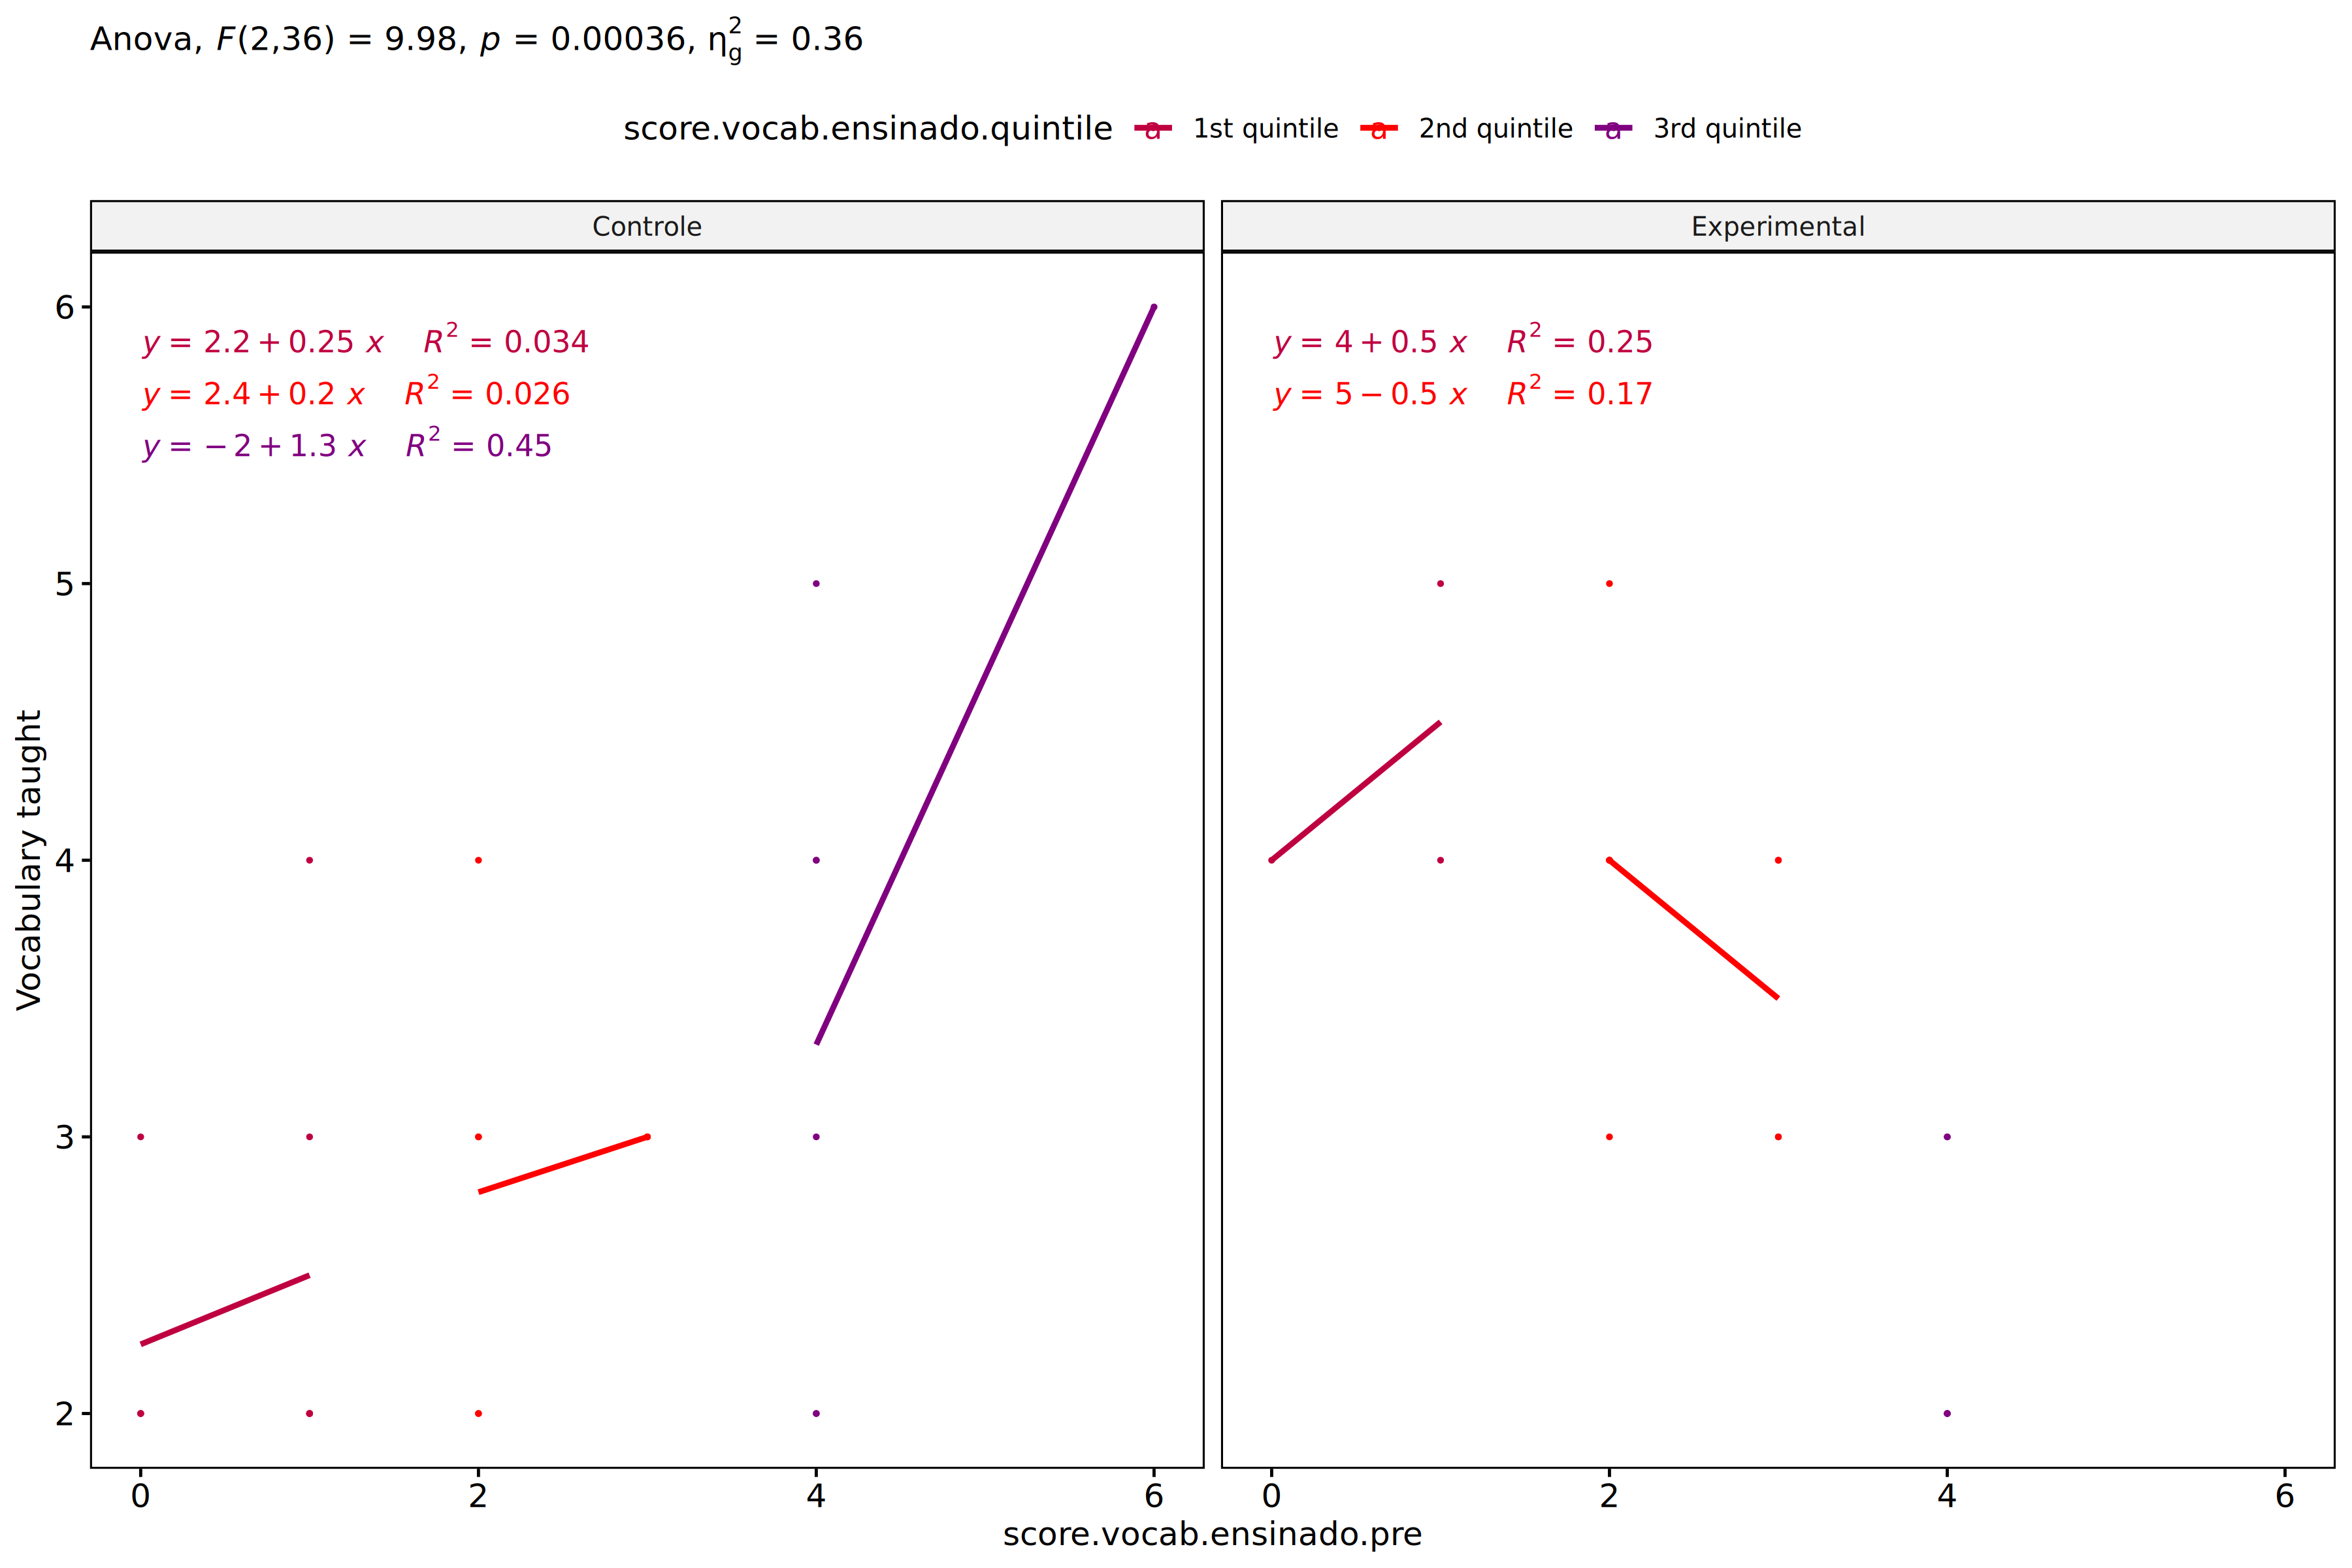 Anova, F(2,36) = 9.98, p = 0.00036, η²g = 0.36
score.vocab.ensinado.quintile a 1st quintile a 2nd quintile a 3rd quintile
Controle
Experimental
y = 2.2 + 0.25 x R² = 0.034
y = 2.4 + 0.2 x R² = 0.026
y = − 2 + 1.3 x R² = 0.45
y = 4 + 0.5 x R² = 0.25
y = 5 − 0.5 x R² = 0.17
Vocabulary taught
6
5
4
3
2
0 2 4 6
0 2 4 6
score.vocab.ensinado.pre